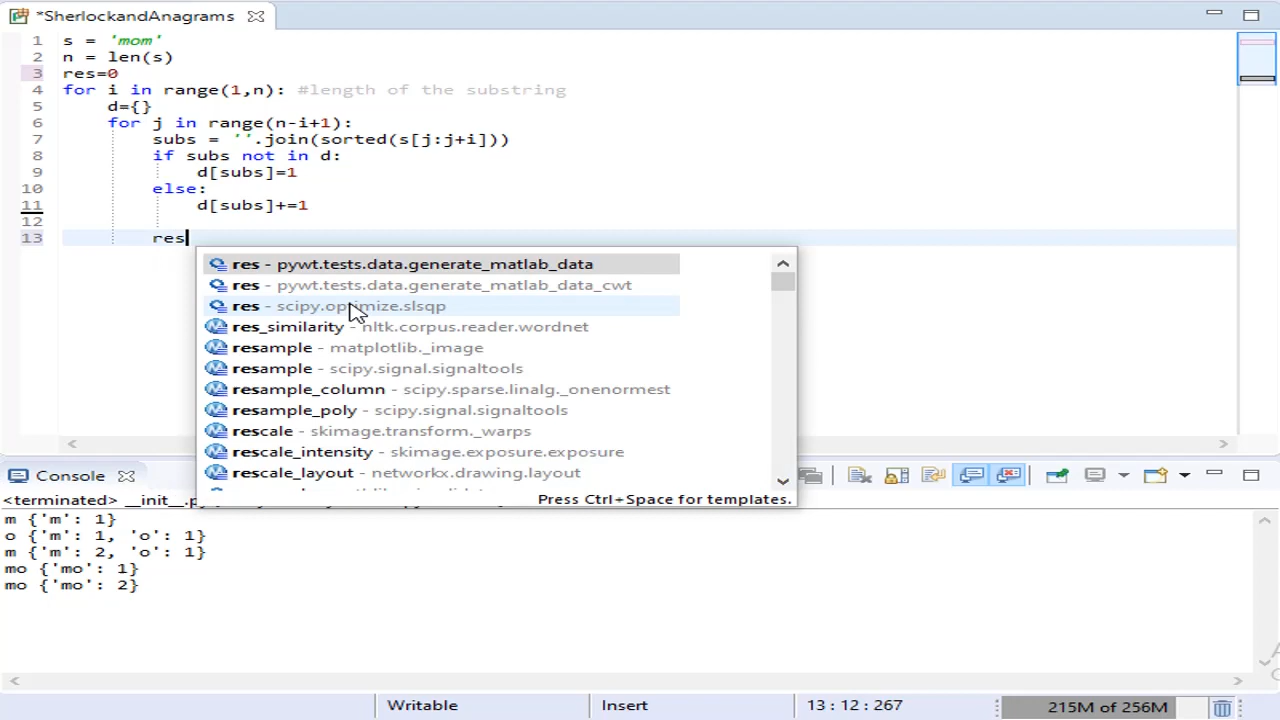 *SherlockandAnagrams
1 s = 'mom'
2 n = len(s)
3 res=0
4 for i in range(1,n): #length of the substring
5 d={}
6 for j in range(n-i+1):
7 subs = ''.join(sorted(s[j:j+i]))
8 if subs not in d:
9 d[subs]=1
10 else:
11 d[subs]+=1
12
13 res
res - pywt.tests.data.generate_matlab_data
res - pywt.tests.data.generate_matlab_data_cwt
res - scipy.optimize.slsqp
res_similarity - nltk.corpus.reader.wordnet
resample - matplotlib._image
resample - scipy.signal.signaltools
resample_column - scipy.sparse.linalg._onenormest
resample_poly - scipy.signal.signaltools
rescale - skimage.transform._warps
rescale_intensity - skimage.exposure.exposure
rescale_layout - networkx.drawing.layout
Press Ctrl+Space for templates.
Console
<terminated> __init__.py
m {'m': 1}
o {'m': 1, 'o': 1}
m {'m': 2, 'o': 1}
mo {'mo': 1}
mo {'mo': 2}
Writable Insert 13 : 12 : 267 215M of 256M